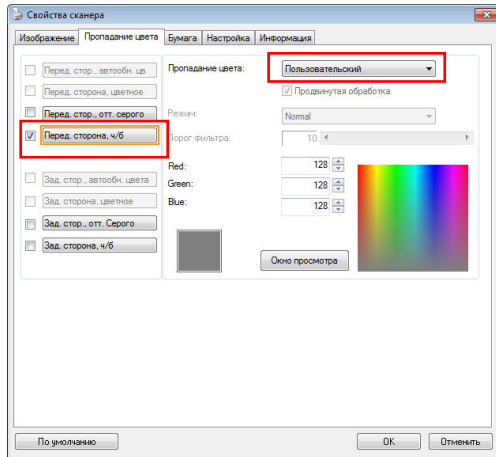 Свойства сканера
Изображение Пропадание цвета Бумага Настройка Информация
Перед. стор., автообн. цв
Перед. сторона, цветное
Перед. стор., отт. серого
Перед. сторона, ч/б
Зад. стор., автообн. цвета
Зад. сторона, цветное
Зад. стор., отт. Серого
Зад. сторона, ч/б
Пропадание цвета: Пользовательский
Продвинутая обработка
Режим: Normal
Порог Фильтра: 10
Red: 128
Green: 128
Blue: 128
Окно просмотра
По умолчанию OK Отменить